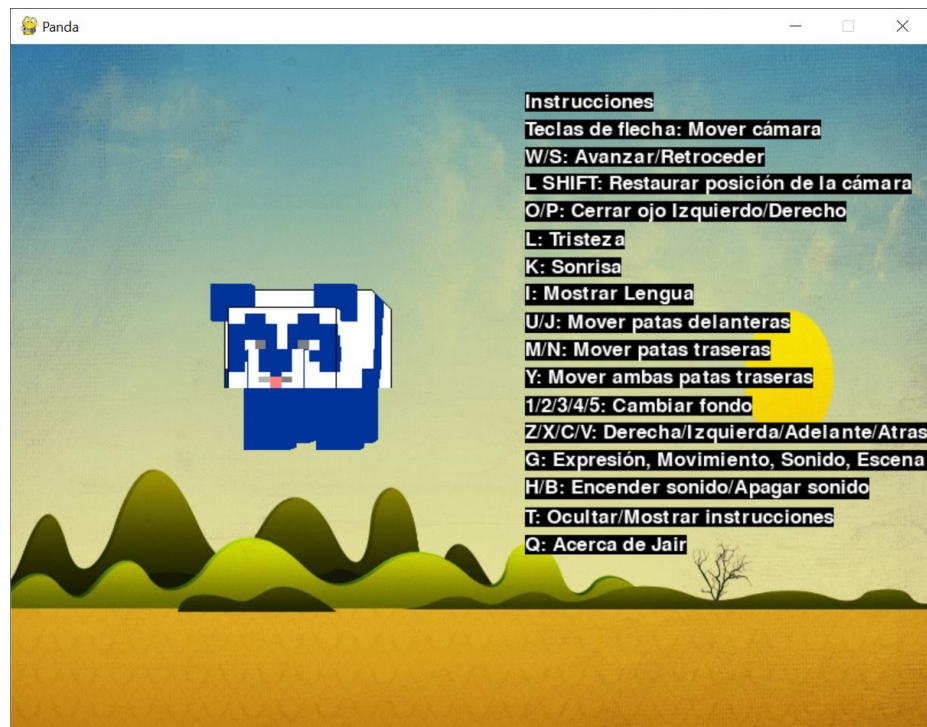 Panda
Instrucciones
Teclas de flecha: Mover cámara
W/S: Avanzar/Retroceder
L SHIFT: Restaurar posición de la cámara
O/P: Cerrar ojo Izquierdo/Derecho
L: Tristeza
K: Sonrisa
I: Mostrar Lengua
U/J: Mover patas delanteras
M/N: Mover patas traseras
Y: Mover ambas patas traseras
1/2/3/4/5: Cambiar fondo
Z/X/C/V: Derecha/Izquierda/Adelante/Atras
G: Expresión, Movimiento, Sonido, Escena
H/B: Encender sonido/Apagar sonido
T: Ocultar/Mostrar instrucciones
Q: Acerca de Jair